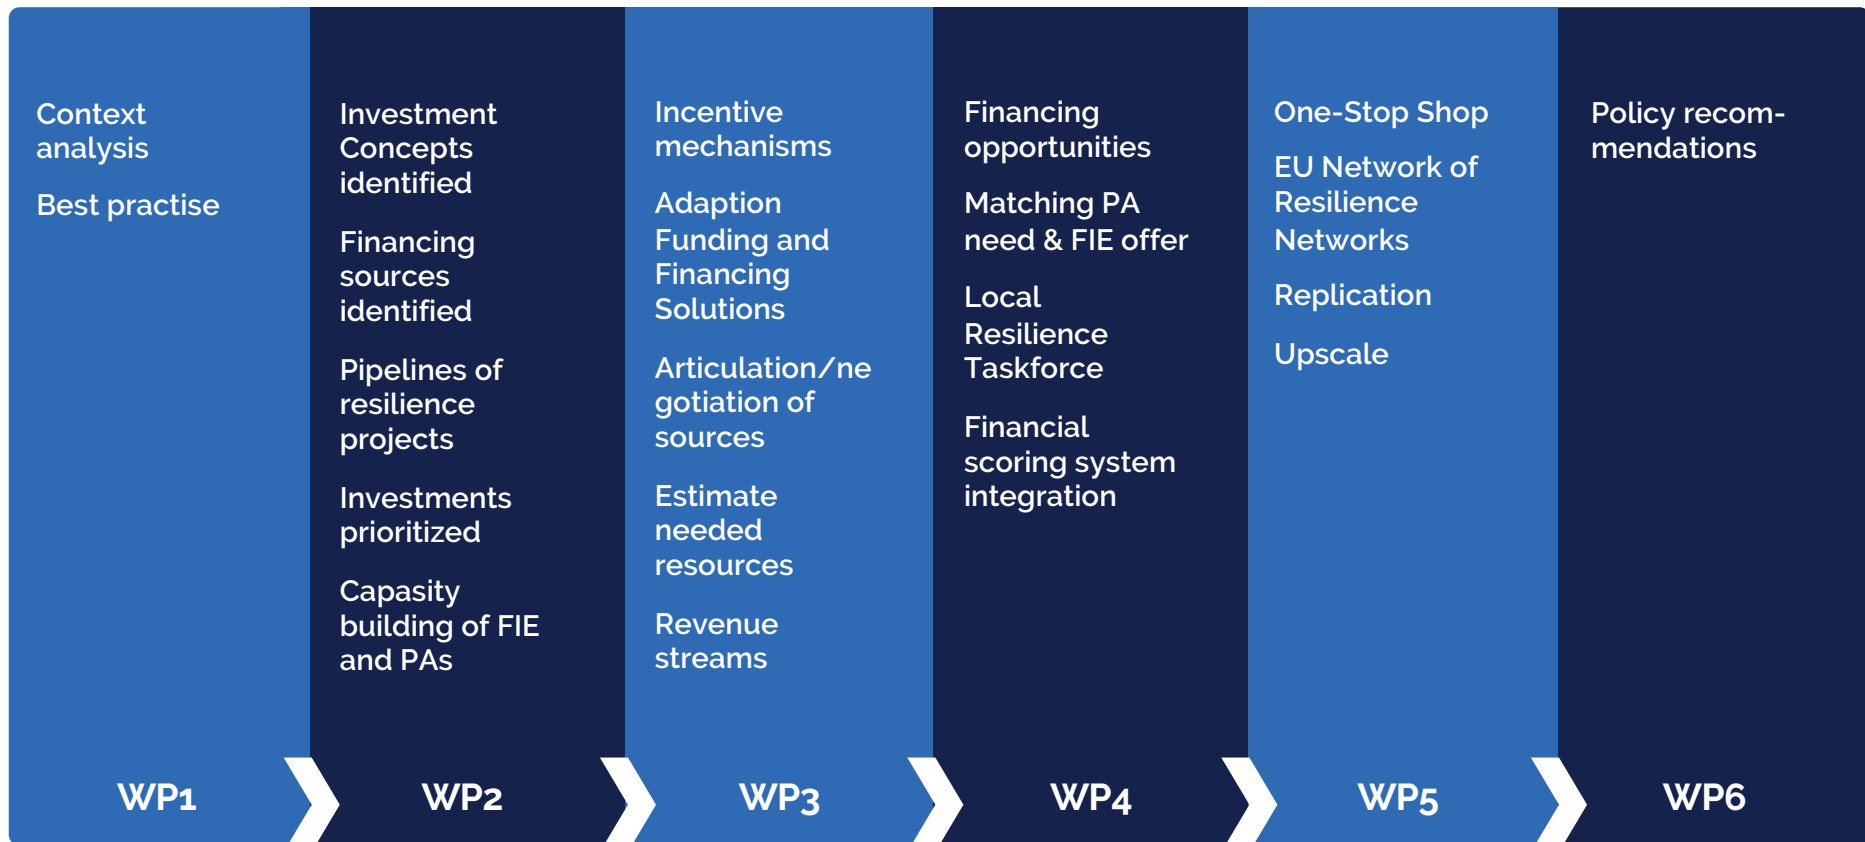 Context
analysis
Best practise
WP1
Investment
Concepts
identified
Financing
sources
identified
Pipelines of
resilience
projects
Investments
prioritized
Capasity
building of FIE
and PAs
WP2
Incentive
mechanisms
Adaption
Funding and
Financing
Solutions
Articulation/ne
gotiation of
sources
Estimate
needed
resources
Revenue
streams
WP3
Financing
opportunities
Matching PA
need & FIE offer
Local
Resilience
Taskforce
Financial
scoring system
integration
WP4
One-Stop Shop
EU Network of
Resilience
Networks
Replication
Upscale
WP5
Policy recom-
mendations
WP6